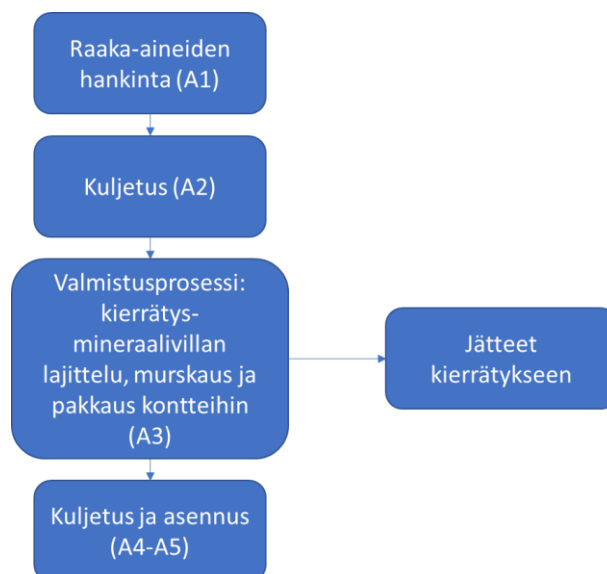 Raaka-aineiden
hankinta (A1)
Kuljetus (A2)
Valmistusprosessi:
kierrätys-
mineraalivillan
lajittelu, murskaus ja
pakkaus kontteihin
(A3)
Jätteet
kierrätykseen
Kuljetus ja asennus
(A4-A5)